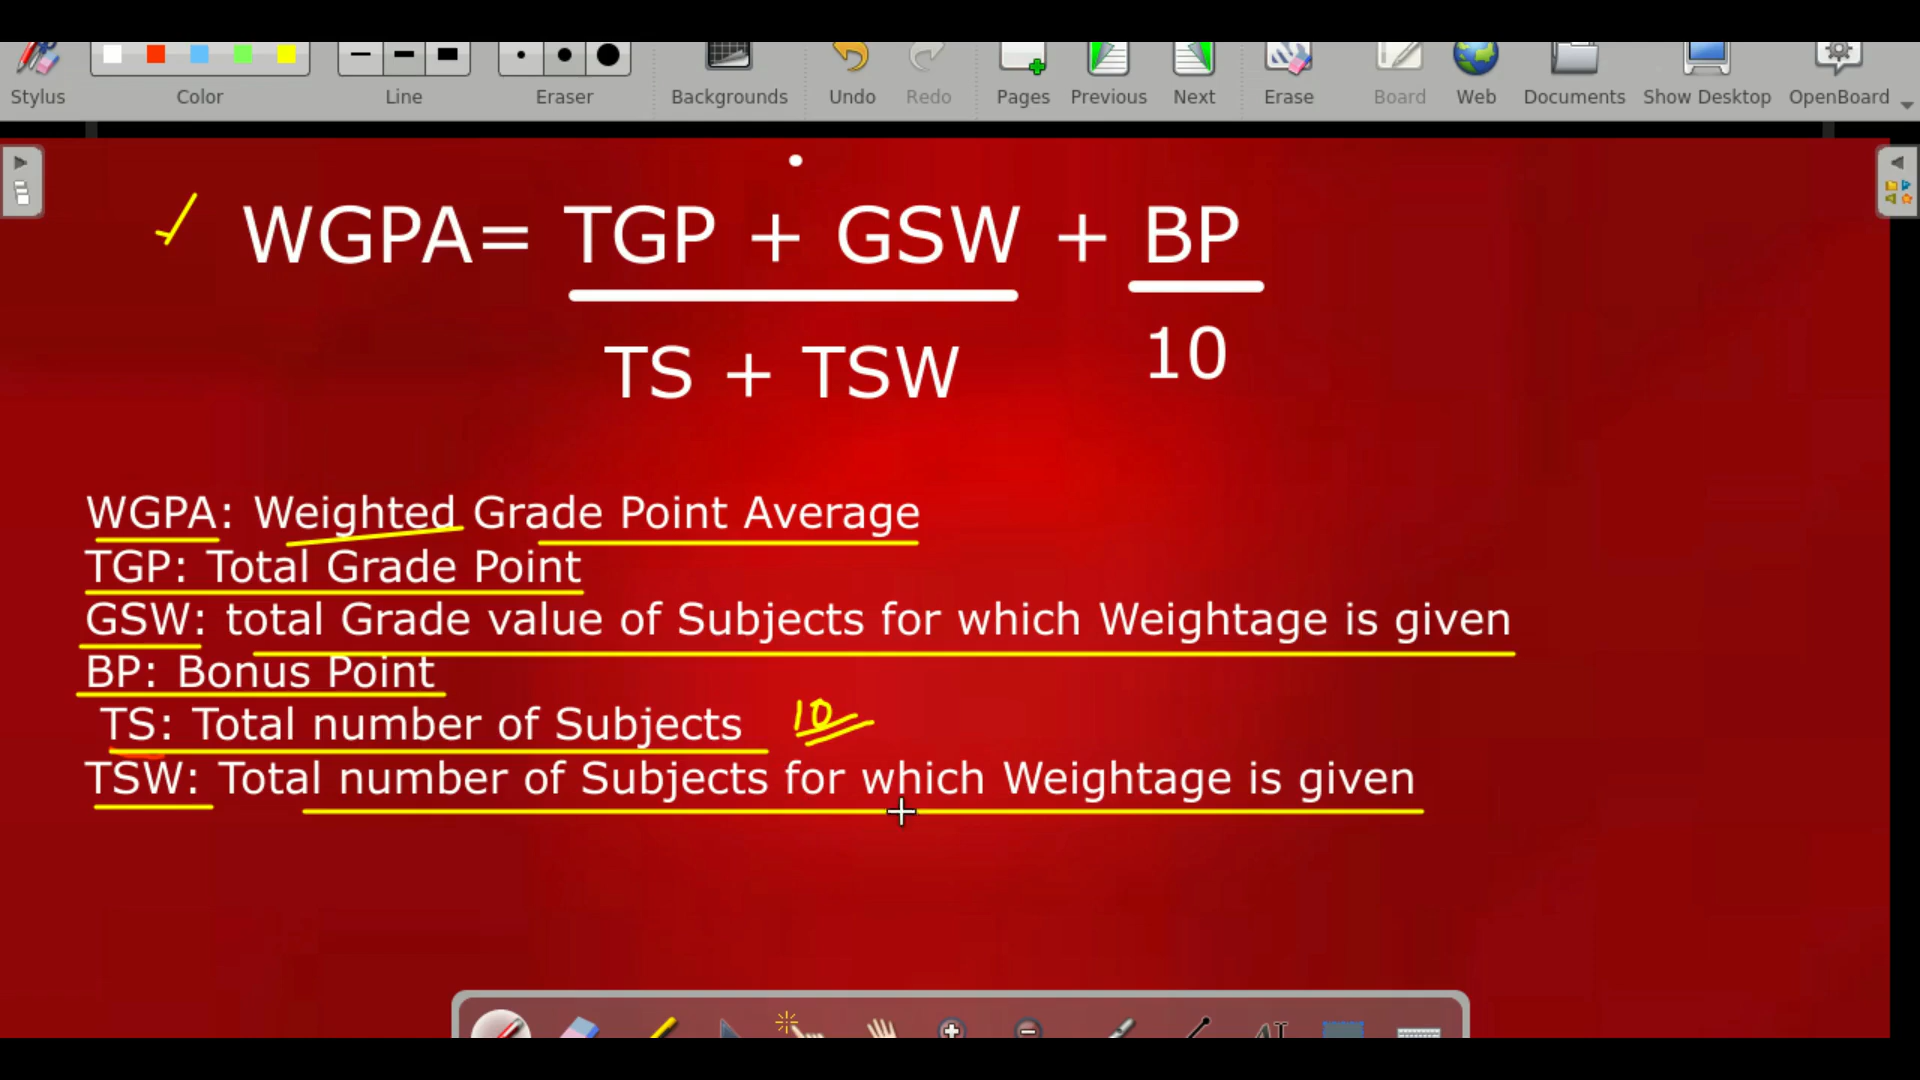 Stylus Color Line Eraser Backgrounds Undo Redo Pages Previous Next Erase Board Web Documents Show Desktop OpenBoard
WGPA= TGP + GSW + BP
TS + TSW 10
WGPA: Weighted Grade Point Average
TGP: Total Grade Point
GSW: total Grade value of Subjects for which Weightage is given
BP: Bonus Point
TS: Total number of Subjects 10
TSW: Total number of Subjects for which Weightage is given